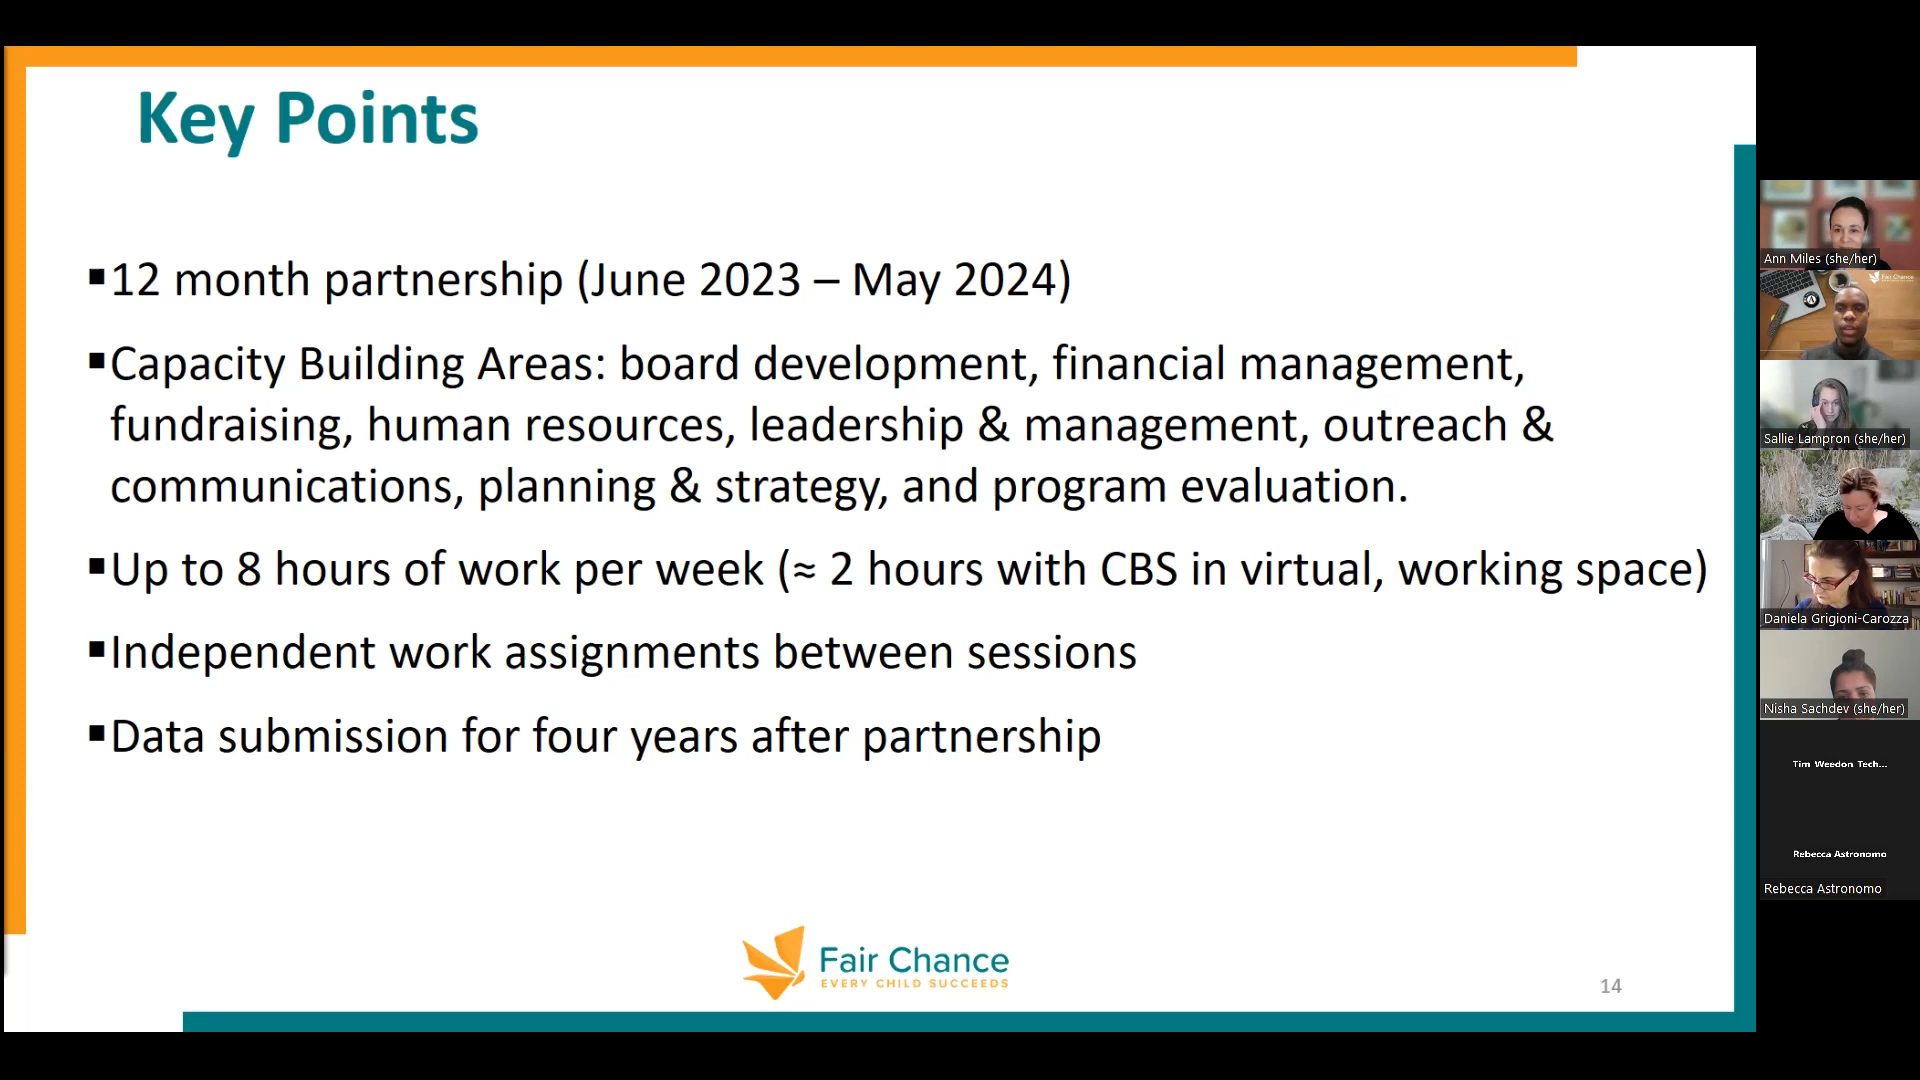 Key Points
▪12 month partnership (June 2023 – May 2024)
▪Capacity Building Areas: board development, financial management,
fundraising, human resources, leadership & management, outreach &
communications, planning & strategy, and program evaluation.
▪Up to 8 hours of work per week (≈ 2 hours with CBS in virtual, working space)
▪Independent work assignments between sessions
▪Data submission for four years after partnership
Fair Chance
EVERY CHILD SUCCEEDS
14
Ann Miles (she/her)
Fair Chance
Sallie Lampron (she/her)
Daniela Grigioni-Carozza
Nisha Sachdev (she/her)
Tim Weedon Tech...
Rebecca Astronomo
Rebecca Astronomo